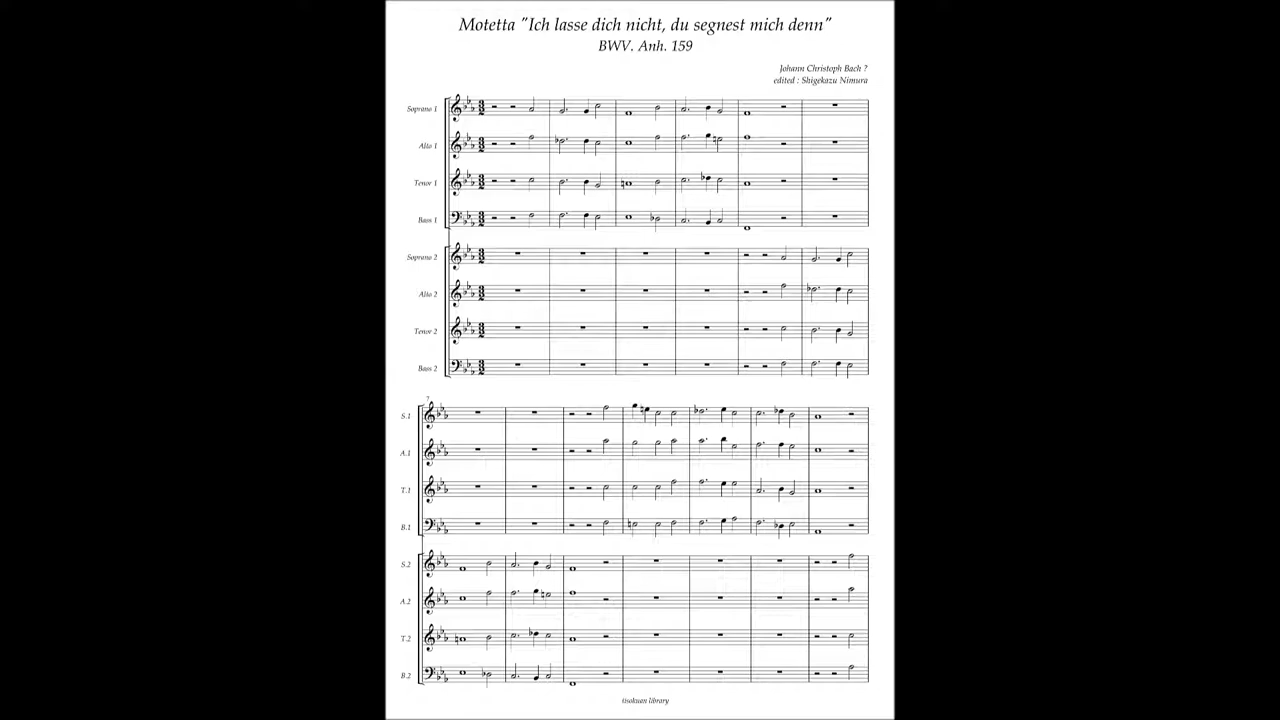 Motetta "Ich lasse dich nicht, du segnest mich denn"
BWV. Anh. 159
Johann Christoph Bach ?
edited : Shigekazu Nimura
Soprano 1
Alto 1
Tenor 1
Bass 1
Soprano 2
Alto 2
Tenor 2
Bass 2
7
S.1
A.1
T.1
B.1
S.2
A.2
T.2
B.2
library